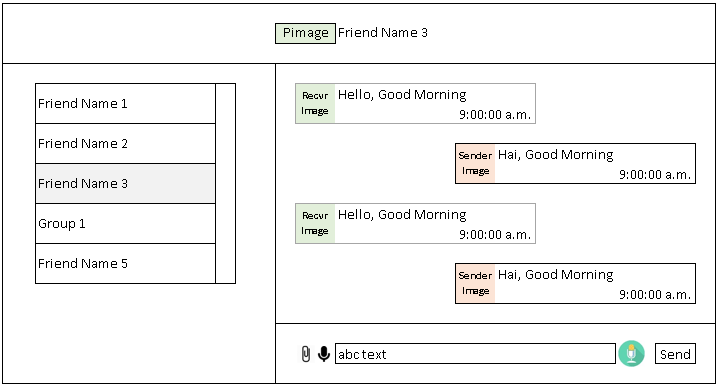 Pimage Friend Name 3
Friend Name 1
Friend Name 2
Friend Name 3
Group 1
Friend Name 5
Recvr Image
Hello, Good Morning
9:00:00 a.m.
Sender Image
Hai, Good Morning
9:00:00 a.m.
Recvr Image
Hello, Good Morning
9:00:00 a.m.
Sender Image
Hai, Good Morning
9:00:00 a.m.
abc text
Send